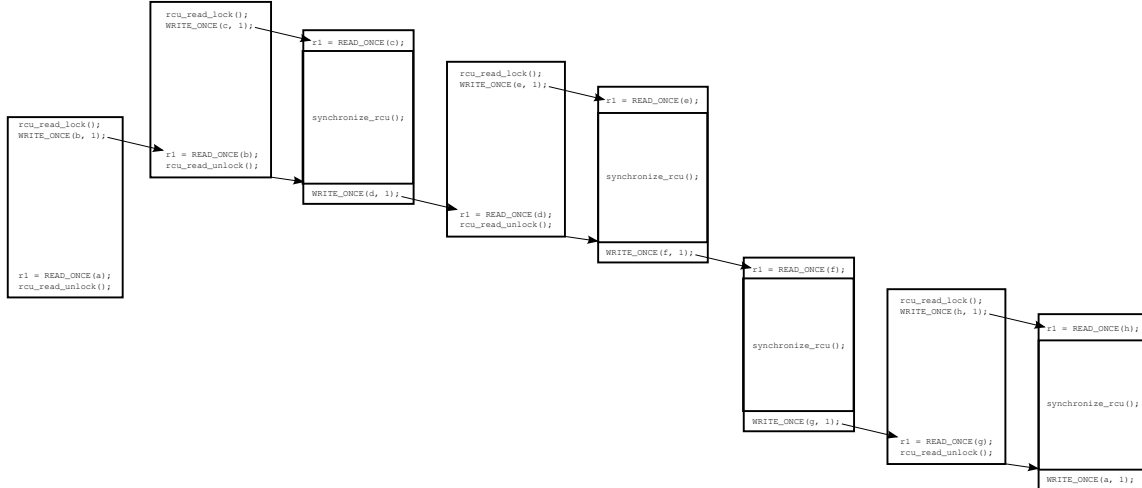 rcu_read_lock();
WRITE_ONCE(b, 1);
r1 = READ_ONCE(a);
rcu_read_unlock();
rcu_read_lock();
WRITE_ONCE(c, 1);
r1 = READ_ONCE(b);
rcu_read_unlock();
r1 = READ_ONCE(c);
synchronize_rcu();
WRITE_ONCE(d, 1);
rcu_read_lock();
WRITE_ONCE(e, 1);
r1 = READ_ONCE(d);
rcu_read_unlock();
r1 = READ_ONCE(e);
synchronize_rcu();
WRITE_ONCE(f, 1);
r1 = READ_ONCE(f);
synchronize_rcu();
WRITE_ONCE(g, 1);
rcu_read_lock();
WRITE_ONCE(h, 1);
r1 = READ_ONCE(g);
rcu_read_unlock();
r1 = READ_ONCE(h);
synchronize_rcu();
WRITE_ONCE(a, 1);